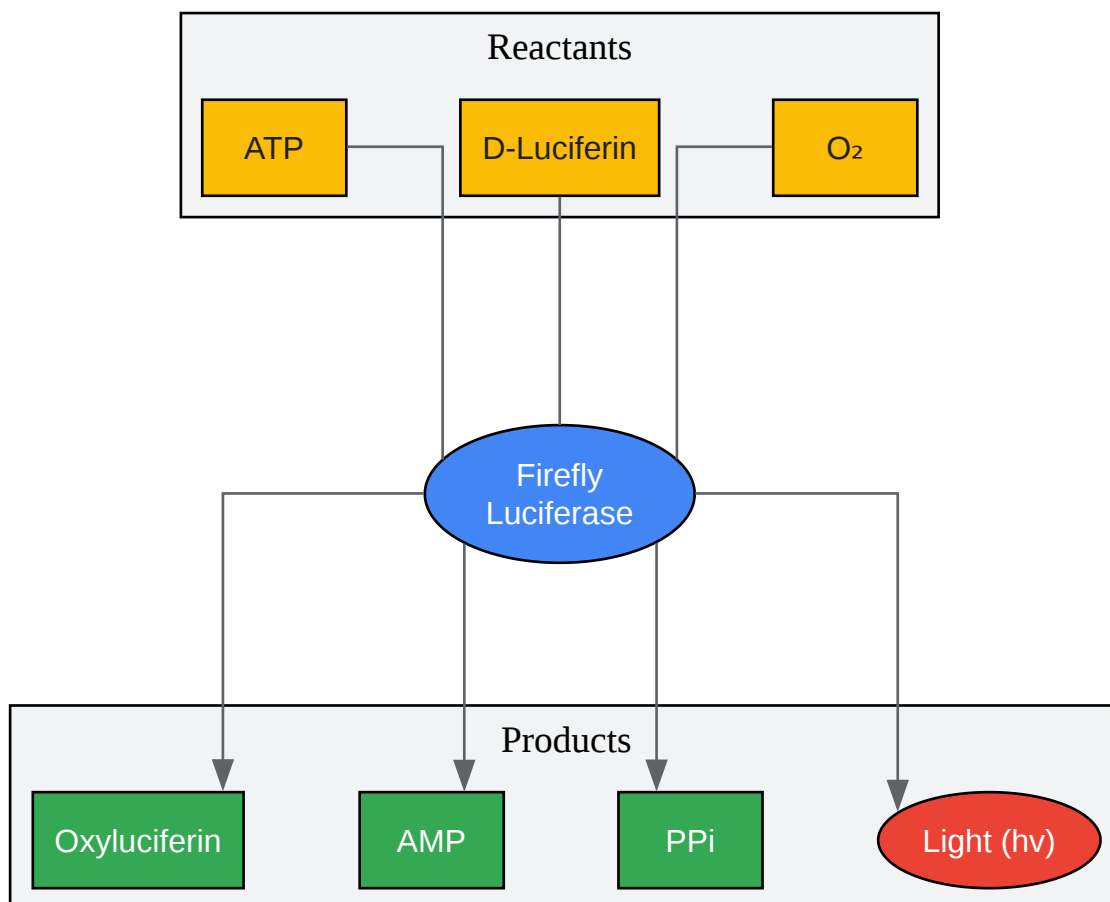 Reactants
ATP
D-Luciferin
O₂
Firefly
Luciferase
Products
Oxyluciferin
AMP
PPi
Light (hv)